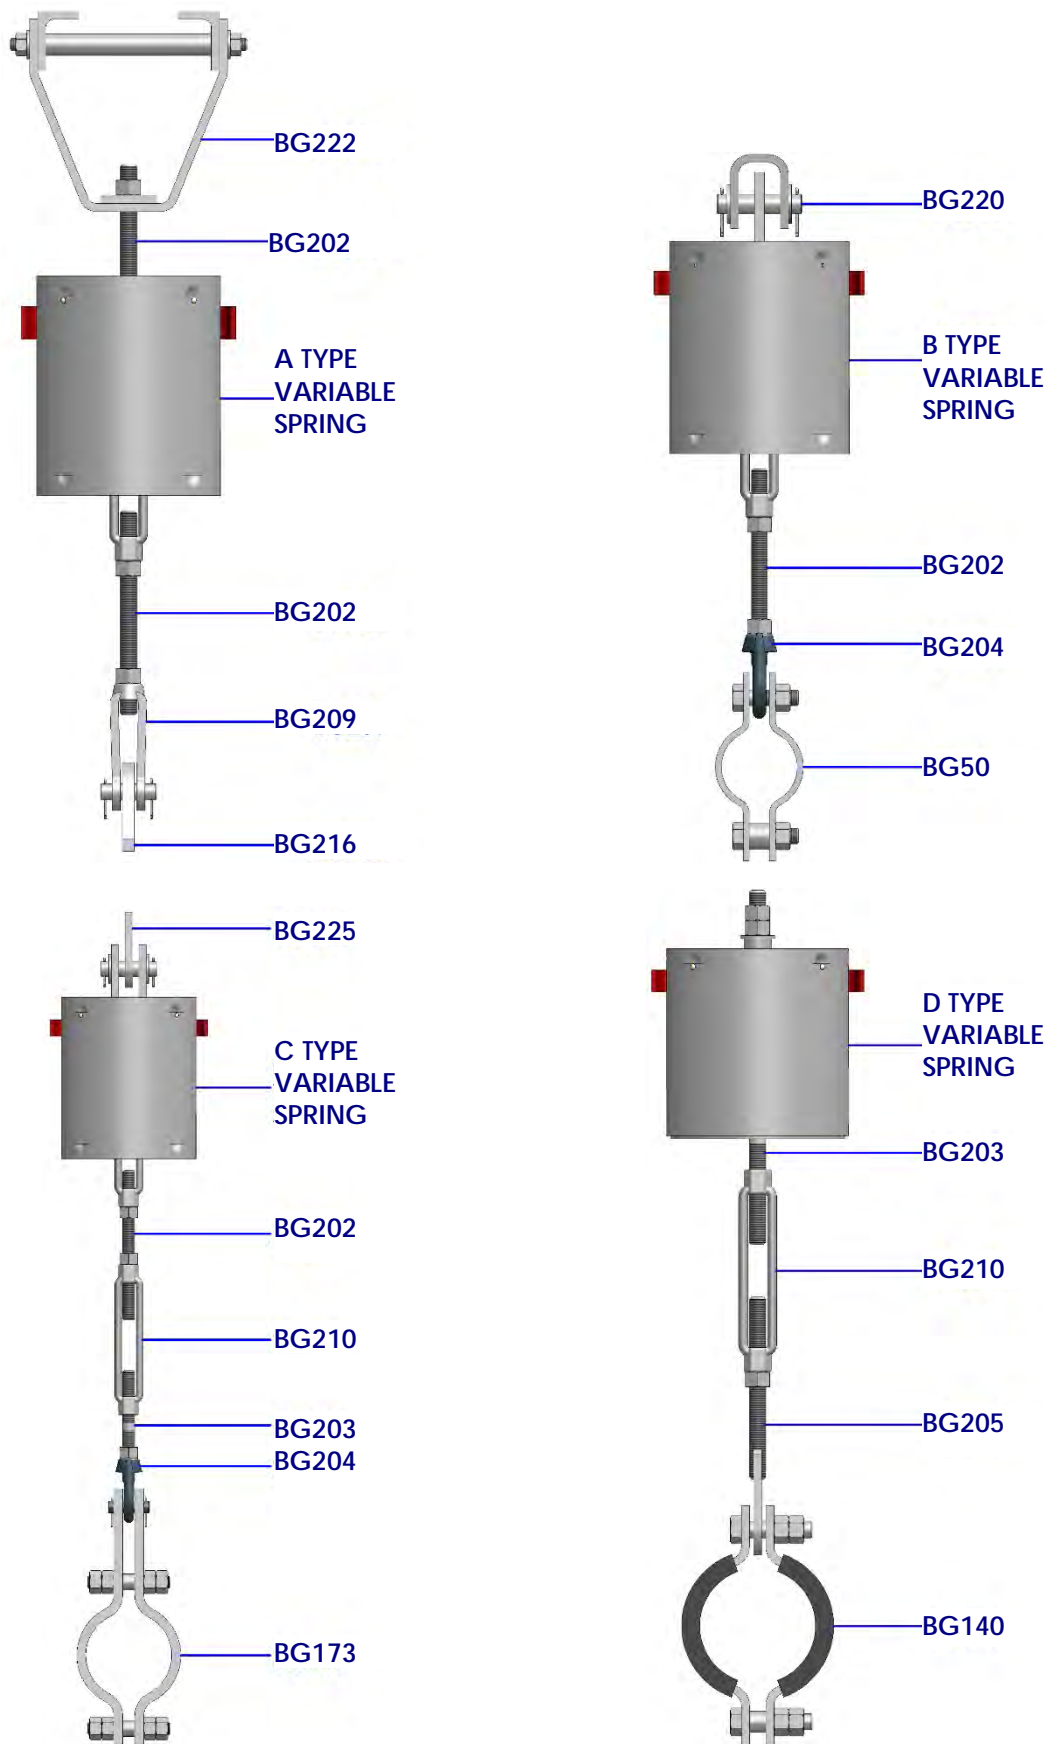 BG222
BG202
A TYPE
VARIABLE
SPRING
BG202
BG209
BG216
BG220
B TYPE
VARIABLE
SPRING
BG202
BG204
BG50
BG225
C TYPE
VARIABLE
SPRING
BG202
BG210
BG203
BG204
BG173
D TYPE
VARIABLE
SPRING
BG203
BG210
BG205
BG140